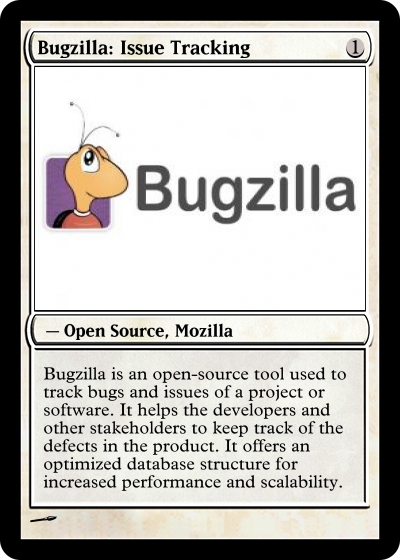 Bugzilla: Issue Tracking 1
Bugzilla
— Open Source, Mozilla
Bugzilla is an open-source tool used to
track bugs and issues of a project or
software. It helps the developers and
other stakeholders to keep track of the
defects in the product. It offers an
optimized database structure for
increased performance and scalability.